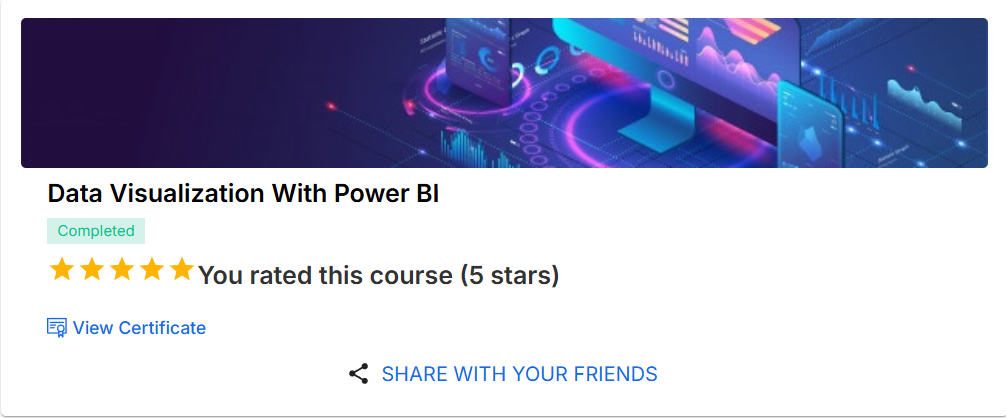 Data Visualization With Power BI
Completed
You rated this course (5 stars)
View Certificate
SHARE WITH YOUR FRIENDS